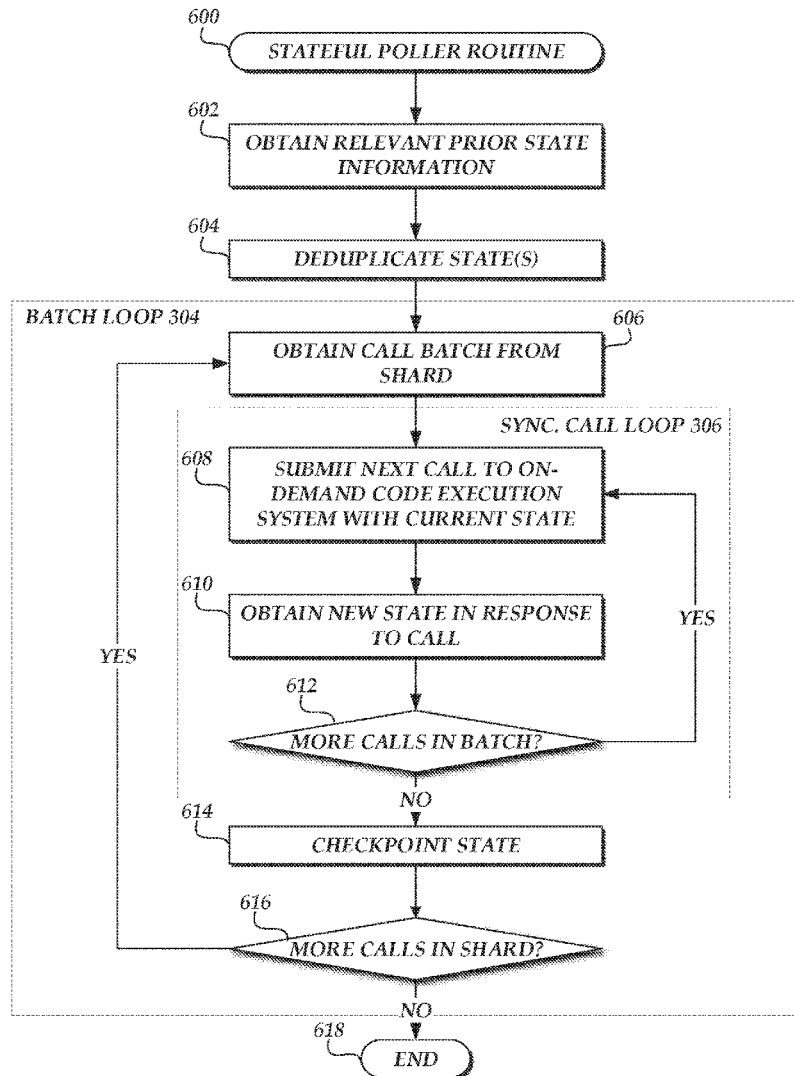 600
STATEFUL POLLER ROUTINE
602
OBTAIN RELEVANT PRIOR STATE
INFORMATION
604
DEDUPLICATE STATE(S)
BATCH LOOP 304
606
OBTAIN CALL BATCH FROM
SHARD
SYNC. CALL LOOP 306
608
SUBMIT NEXT CALL TO ON-
DEMAND CODE EXECUTION
SYSTEM WITH CURRENT STATE
610
OBTAIN NEW STATE IN RESPONSE
TO CALL
YES
YES
612
MORE CALLS IN BATCH?
NO
614
CHECKPOINT STATE
616
MORE CALLS IN SHARD?
NO
618
END